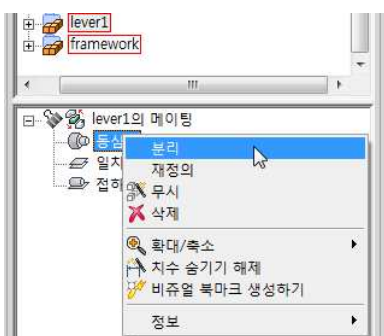 lever1
framework
lever1의 메이팅
동심
일치
접하
분리
재정의
무시
삭제
확대/축소
치수 숨기기 해제
비쥬얼 북마크 생성하기
정보